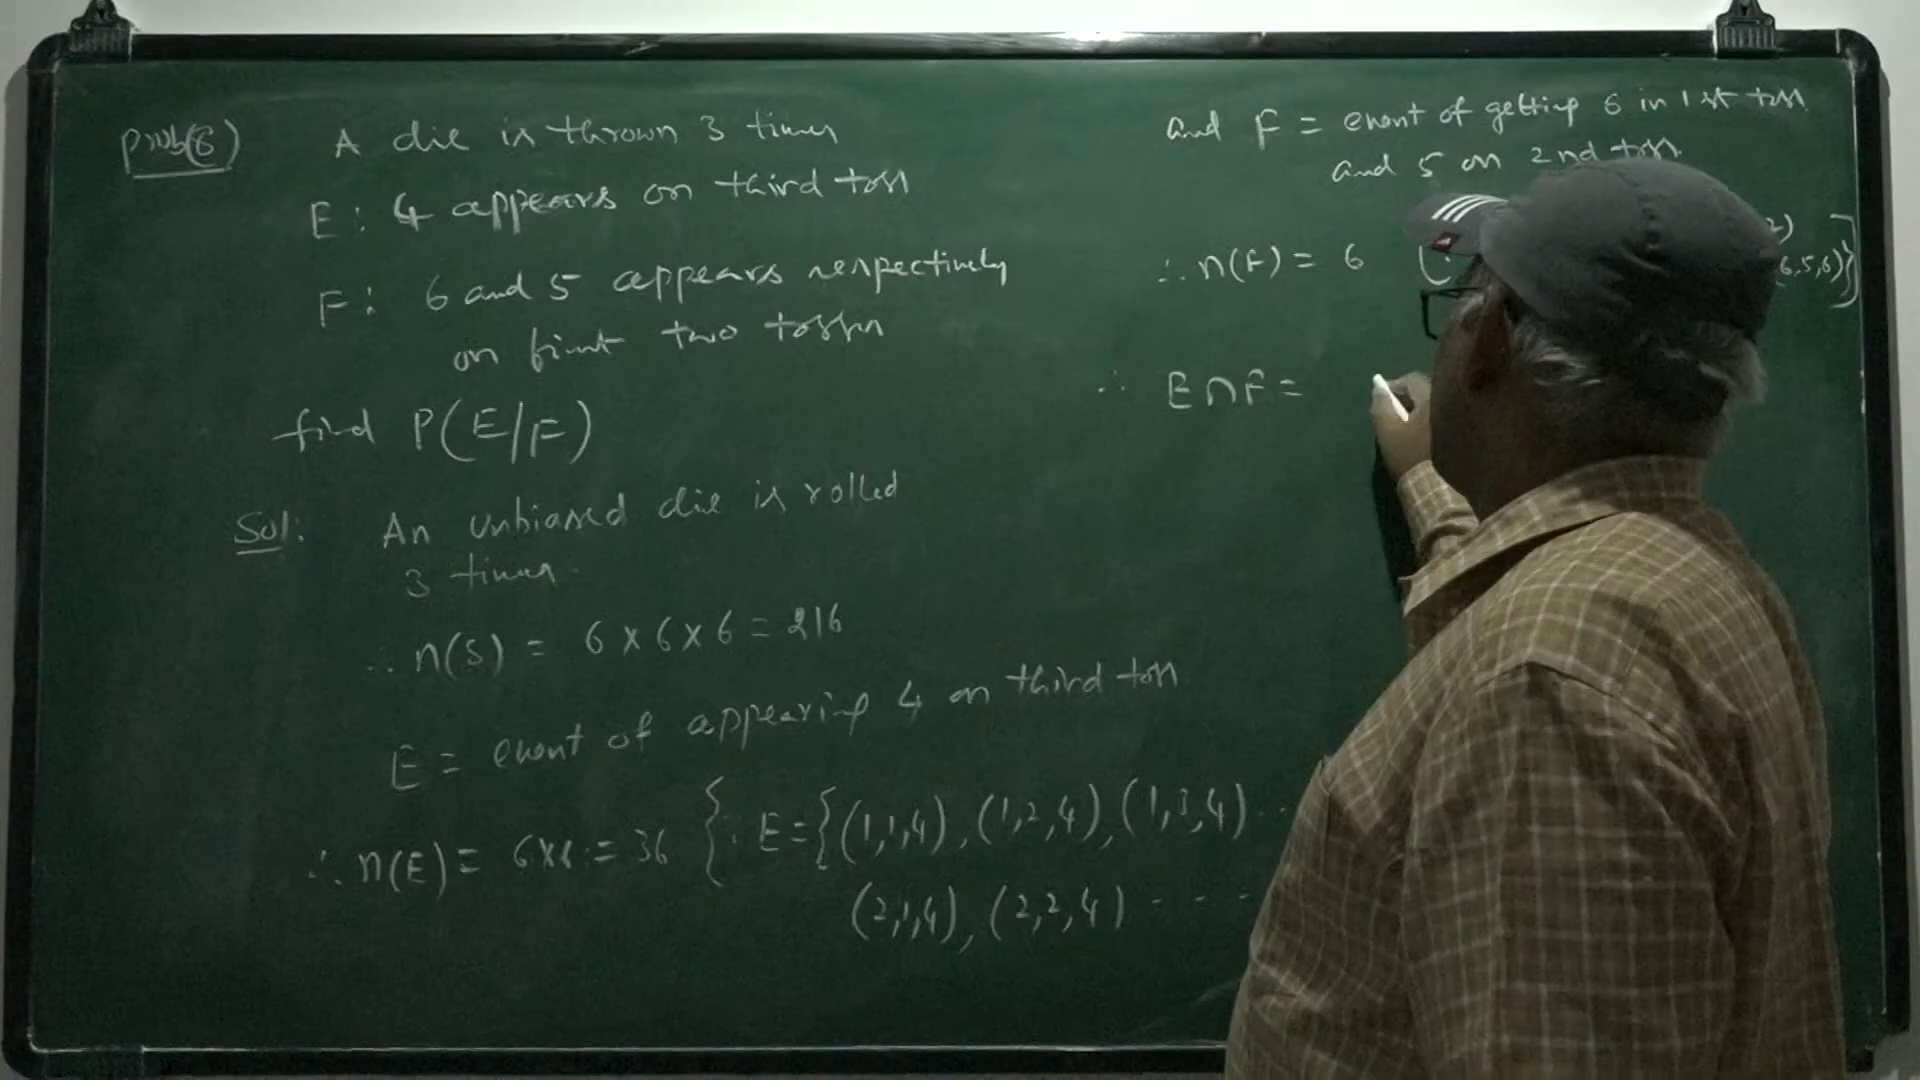 prob(6) A die is thrown 3 times
E: 4 appears on third toss
F: 6 and 5 appears respectively
on first two tosses
find P(E/F)
Sol: An unbiased die is rolled
3 times.
∴ n(S) = 6 x 6 x 6 = 216
E = event of appearing 4 on third toss
∴ n(E) = 6x6 = 36 {∵ E={(1,1,4), (1,2,4), (1,3,4) . .
(2,1,4), (2,2,4) - - -
and F = event of getting 6 in 1st toss
and 5 on 2nd toss.
∴ n(F) = 6 (∵ 2)
(6,5,6)}]
∴ E∩F =